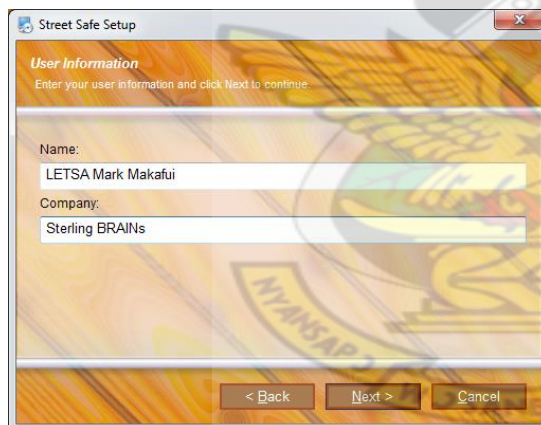 Street Safe Setup
User Information
Enter your user information and click Next to continue.
Name:
LETSA Mark Makafui
Company:
Sterling BRAINs
NYANSAPO
< Back Next > Cancel